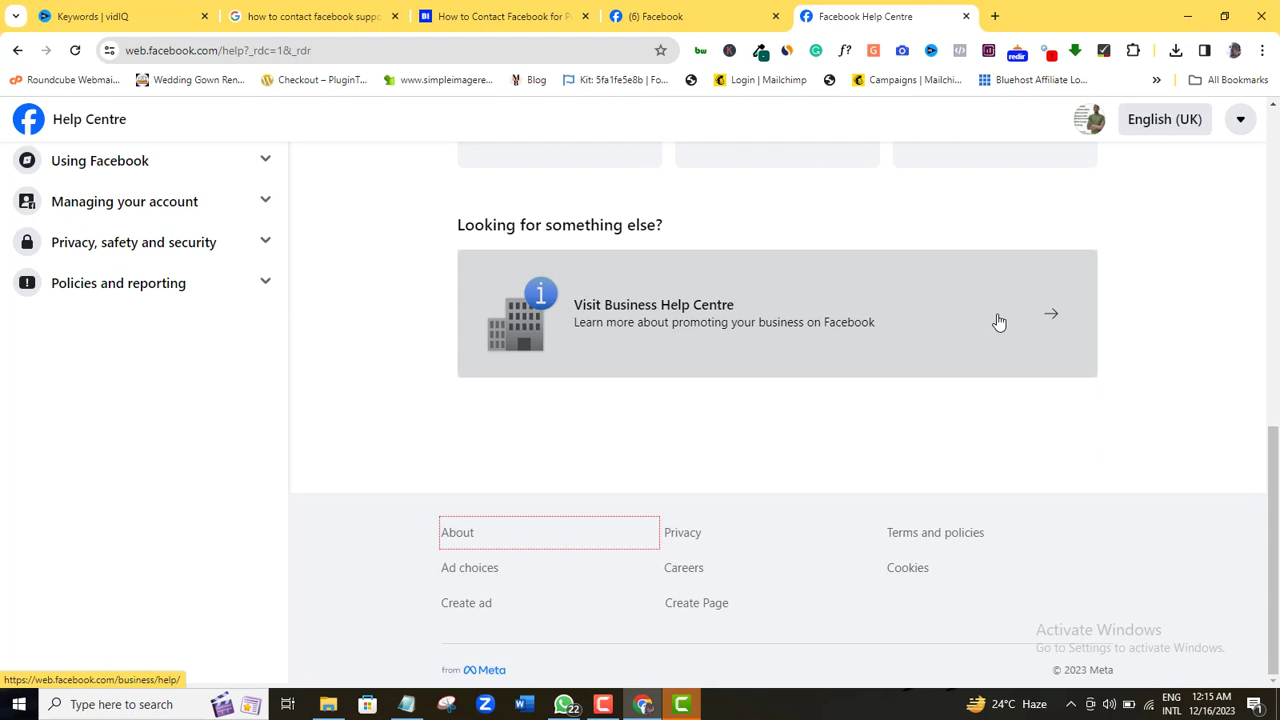 Keywords | vidIQ
how to contact facebook suppo
How to Contact Facebook for P
(6) Facebook
Facebook Help Centre
web.facebook.com/help?_rdc=1&_rdr
Roundcube Webmai...
Wedding Gown Ren...
Checkout – PluginT...
www.simpleimagere...
Blog
Kit: 5fa1fe5e8b | Fo...
Login | Mailchimp
Campaigns | Mailchi...
Bluehost Affiliate Lo...
All Bookmarks
Help Centre
English (UK)
Using Facebook
Managing your account
Privacy, safety and security
Policies and reporting
Looking for something else?
Visit Business Help Centre
Learn more about promoting your business on Facebook
About
Privacy
Terms and policies
Ad choices
Careers
Cookies
Create ad
Create Page
Activate Windows
Go to Settings to activate Windows.
from Meta
© 2023 Meta
https://web.facebook.com/business/help/
Type here to search
22
24°C Haze
ENG
INTL
12:15 AM
12/16/2023